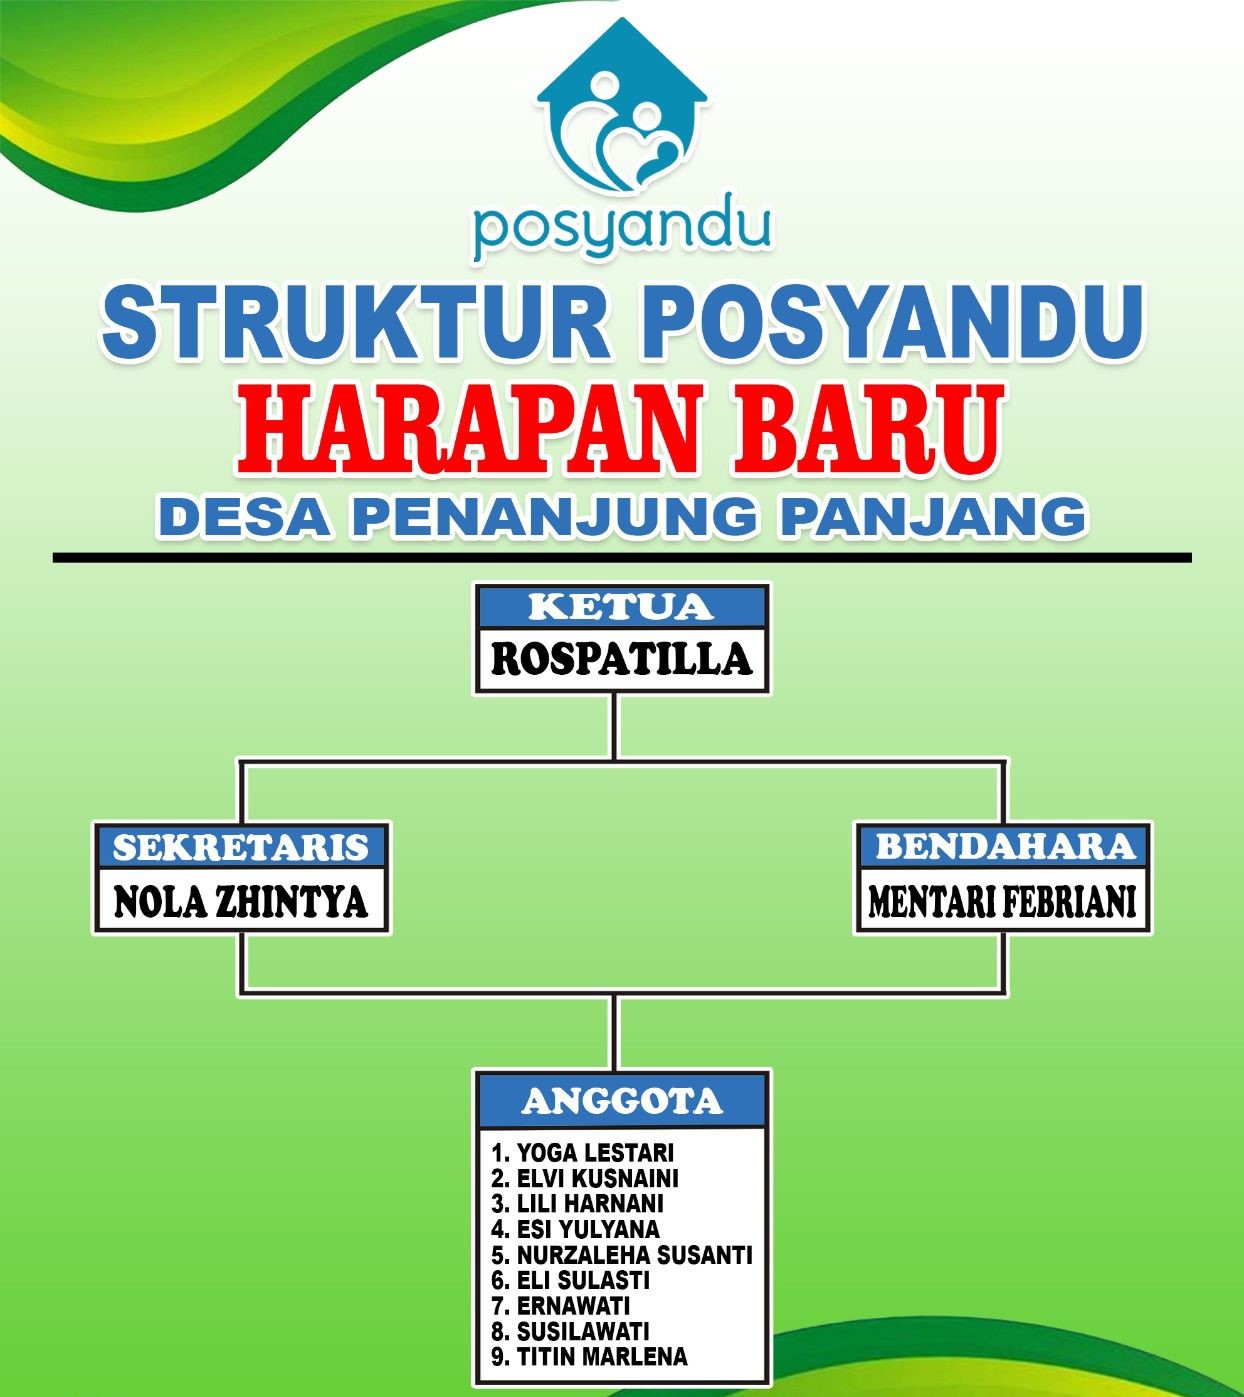 posyandu
STRUKTUR POSYANDU
HARAPAN BARU
DESA PENANJUNG PANJANG
KETUA
ROSPATILLA
SEKRETARIS
NOLA ZHINTYA
BENDAHARA
MENTARI FEBRIANI
ANGGOTA
1. YOGA LESTARI
2. ELVI KUSNAINI
3. LILI HARNANI
4. ESI YULYANA
5. NURZALEHA SUSANTI
6. ELI SULASTI
7. ERNAWATI
8. SUSILAWATI
9. TITIN MARLENA